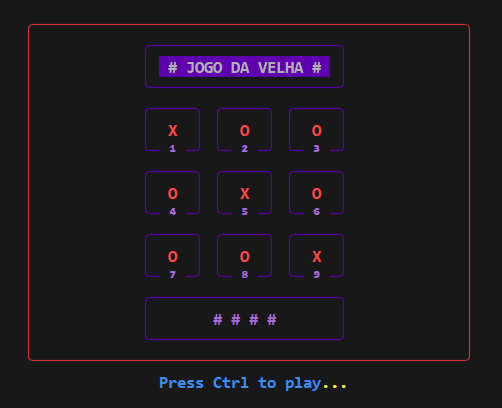 # JOGO DA VELHA #
X O O
1 2 3
O X O
4 5 6
O O X
7 8 9
# # # #
Press Ctrl to play...